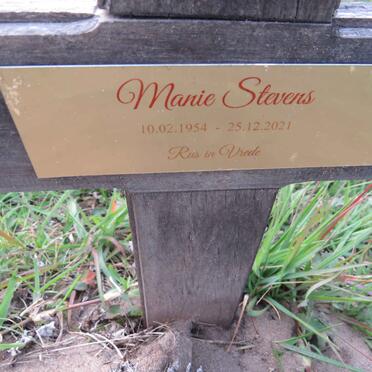 Manie Stevens
10.02.1954 - 25.12.2021
Rus in Vrede